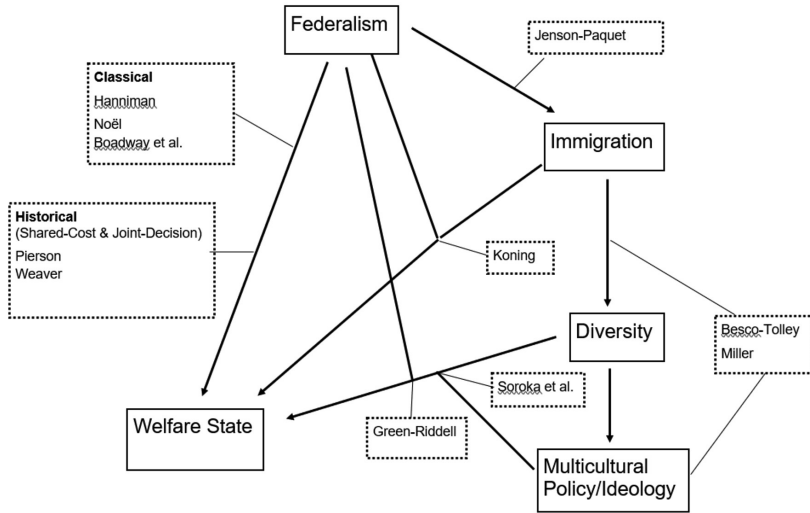 Federalism
Jenson-Paquet
Classical
Hanniman
Noël
Boadway et al.
Immigration
Historical
(Shared-Cost & Joint-Decision)
Pierson
Weaver
Koning
Diversity
Besco-Tolley
Miller
Soroka et al.
Welfare State
Green-Riddell
Multicultural
Policy/Ideology